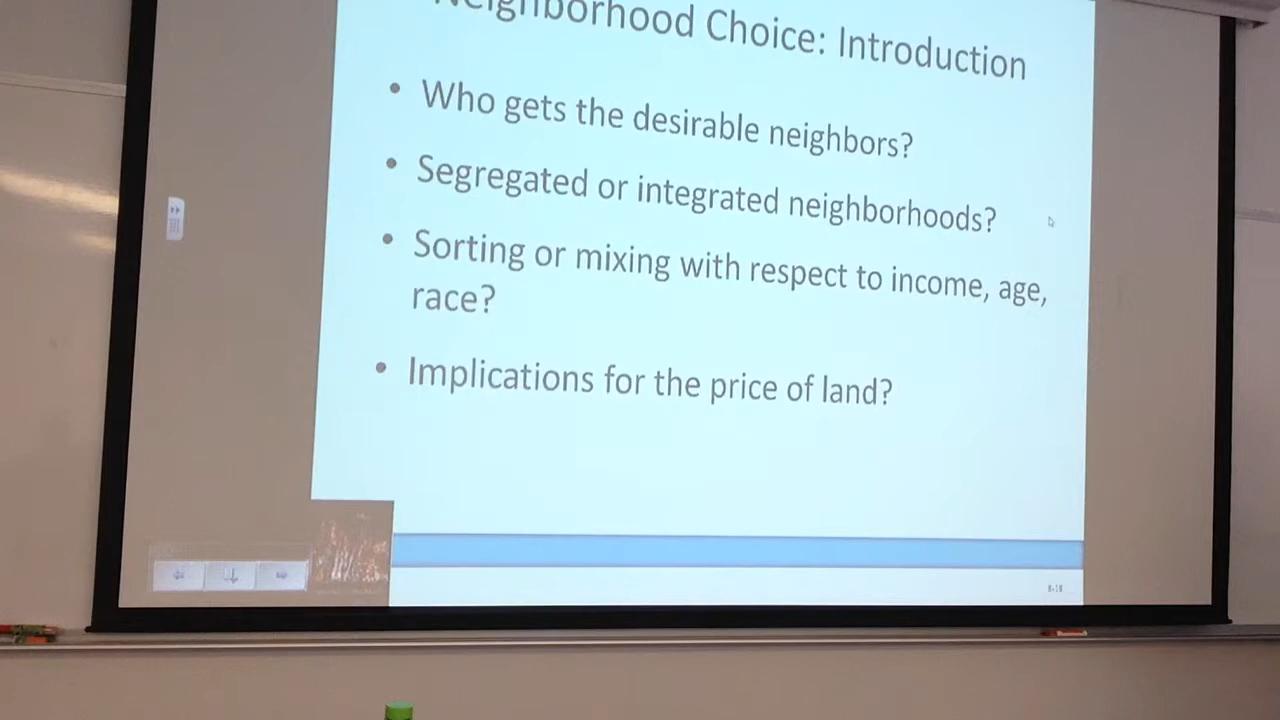 Neighborhood Choice: Introduction
• Who gets the desirable neighbors?
• Segregated or integrated neighborhoods?
• Sorting or mixing with respect to income, age,
race?
• Implications for the price of land?